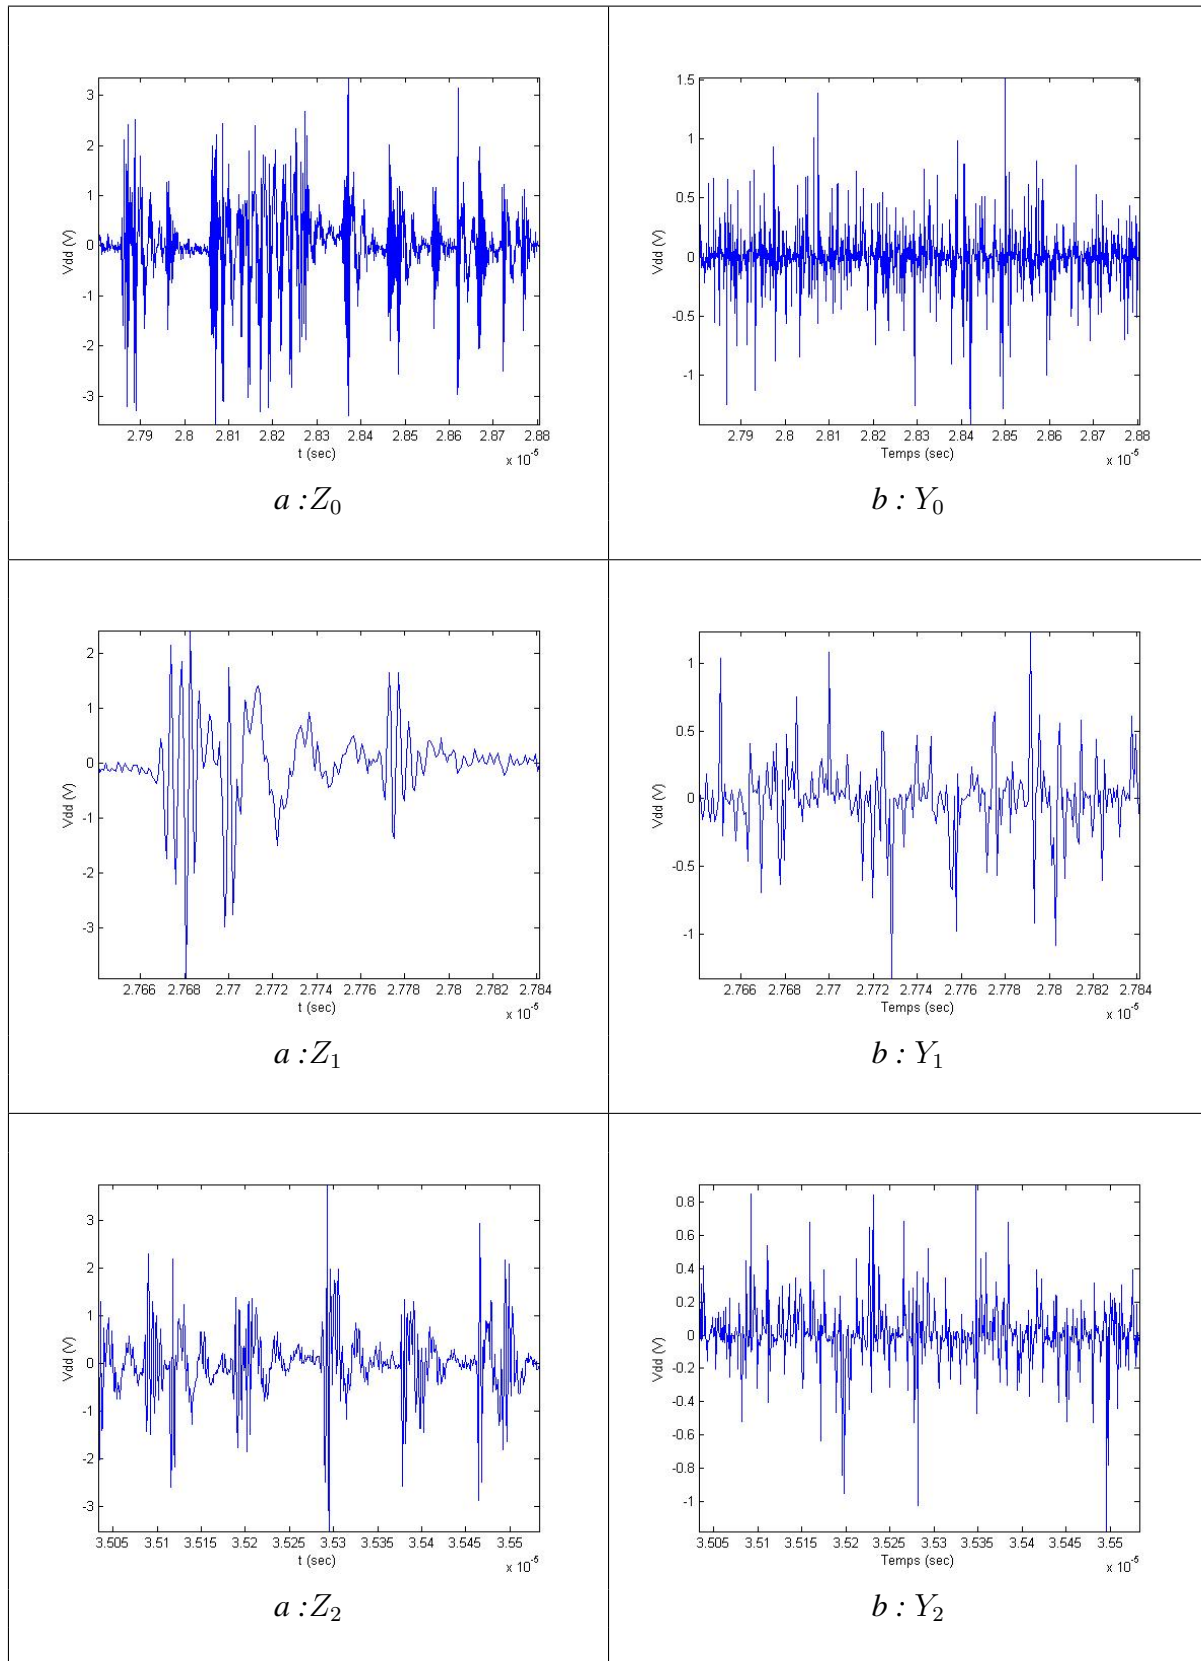 3
2
1
0
-1
-2
-3
Vdd (V)
2.79 2.8 2.81 2.82 2.83 2.84 2.85 2.86 2.87 2.88
t (sec)
x 10^-5
a : Z_0
1.5
1
0.5
0
-0.5
-1
Vdd (V)
2.79 2.8 2.81 2.82 2.83 2.84 2.85 2.86 2.87 2.88
Temps (sec)
x 10^-5
b : Y_0
2
1
0
-1
-2
-3
Vdd (V)
2.766 2.768 2.77 2.772 2.774 2.776 2.778 2.78 2.782 2.784
t (sec)
x 10^-5
a : Z_1
1
0.5
0
-0.5
-1
Vdd (V)
2.766 2.768 2.77 2.772 2.774 2.776 2.778 2.78 2.782 2.784
Temps (sec)
x 10^-5
b : Y_1
3
2
1
0
-1
-2
-3
Vdd (V)
3.505 3.51 3.515 3.52 3.525 3.53 3.535 3.54 3.545 3.55
t (sec)
x 10^-5
a : Z_2
0.8
0.6
0.4
0.2
0
-0.2
-0.4
-0.6
-0.8
-1
Vdd (V)
3.505 3.51 3.515 3.52 3.525 3.53 3.535 3.54 3.545 3.55
Temps (sec)
x 10^-5
b : Y_2